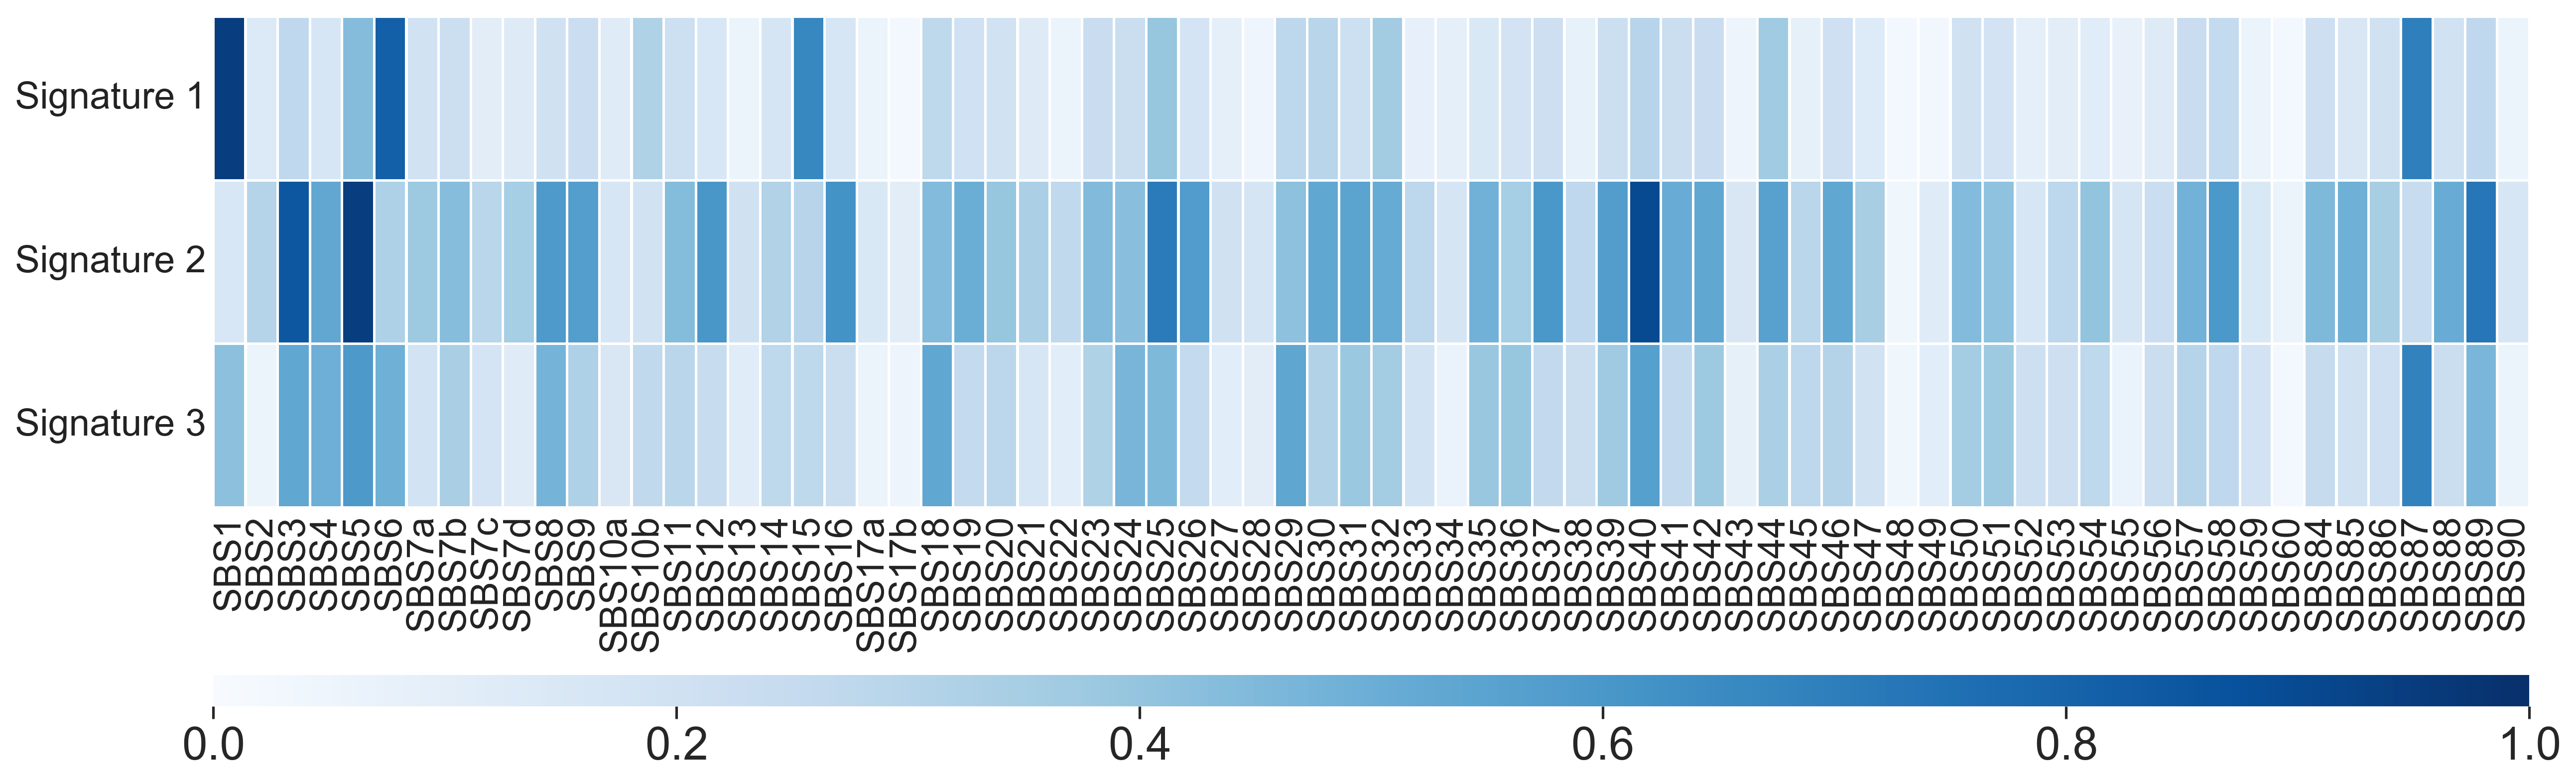 Signature 1
Signature 2
Signature 3
SBS1 SBS2 SBS3 SBS4 SBS5 SBS6 SBS7a SBS7b SBS7c SBS7d SBS8 SBS9 SBS10a SBS10b SBS11 SBS12 SBS13 SBS14 SBS15 SBS16 SBS17a SBS17b SBS18 SBS19 SBS20 SBS21 SBS22 SBS23 SBS24 SBS25 SBS26 SBS27 SBS28 SBS29 SBS30 SBS31 SBS32 SBS33 SBS34 SBS35 SBS36 SBS37 SBS38 SBS39 SBS40 SBS41 SBS42 SBS43 SBS44 SBS45 SBS46 SBS47 SBS48 SBS49 SBS50 SBS51 SBS52 SBS53 SBS54 SBS55 SBS56 SBS57 SBS58 SBS59 SBS60 SBS84 SBS85 SBS86 SBS87 SBS88 SBS89 SBS90
0.0 0.2 0.4 0.6 0.8 1.0